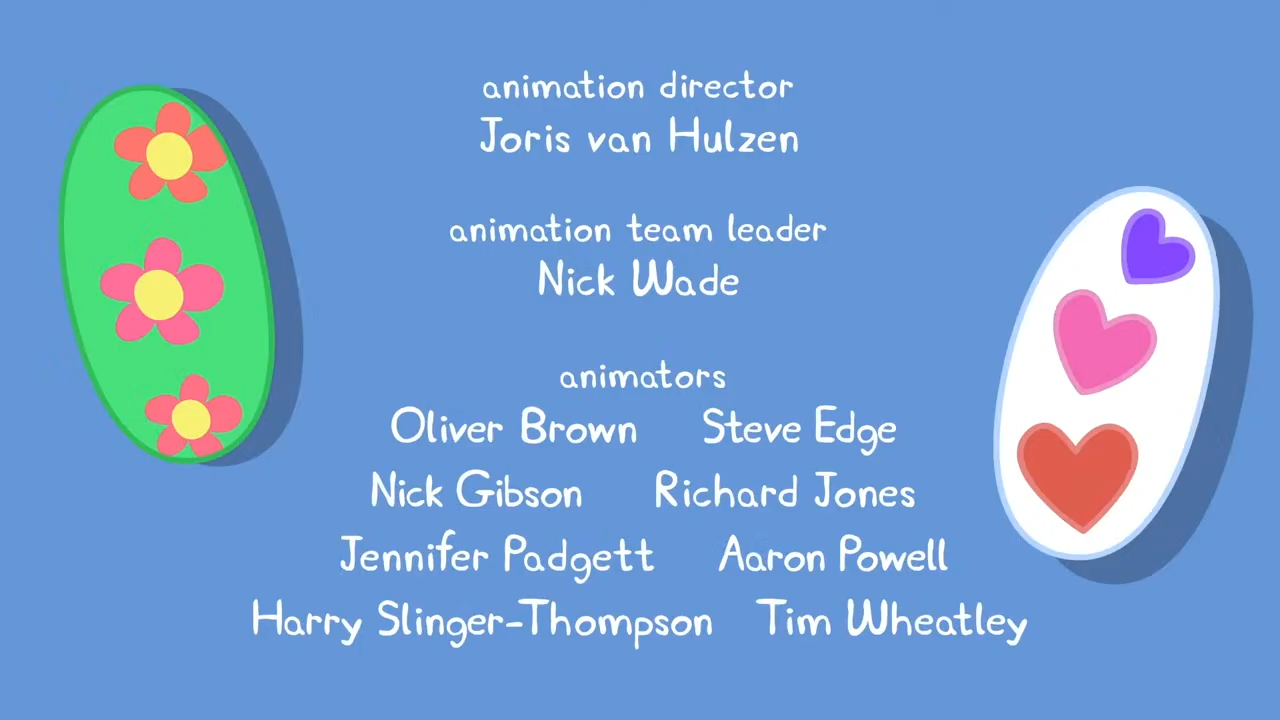 animation director
Joris van Hulzen
animation team leader
Nick Wade
animators
Oliver Brown Steve Edge
Nick Gibson Richard Jones
Jennifer Padgett Aaron Powell
Harry Slinger-Thompson Tim Wheatley